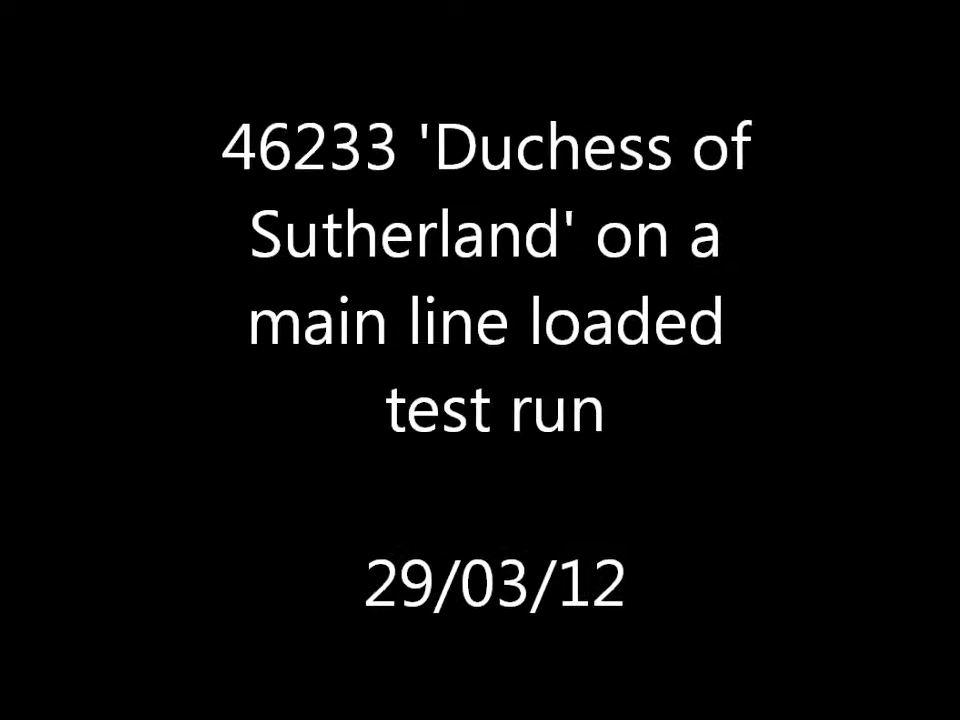 46233 'Duchess of
Sutherland' on a
main line loaded
test run
29/03/12